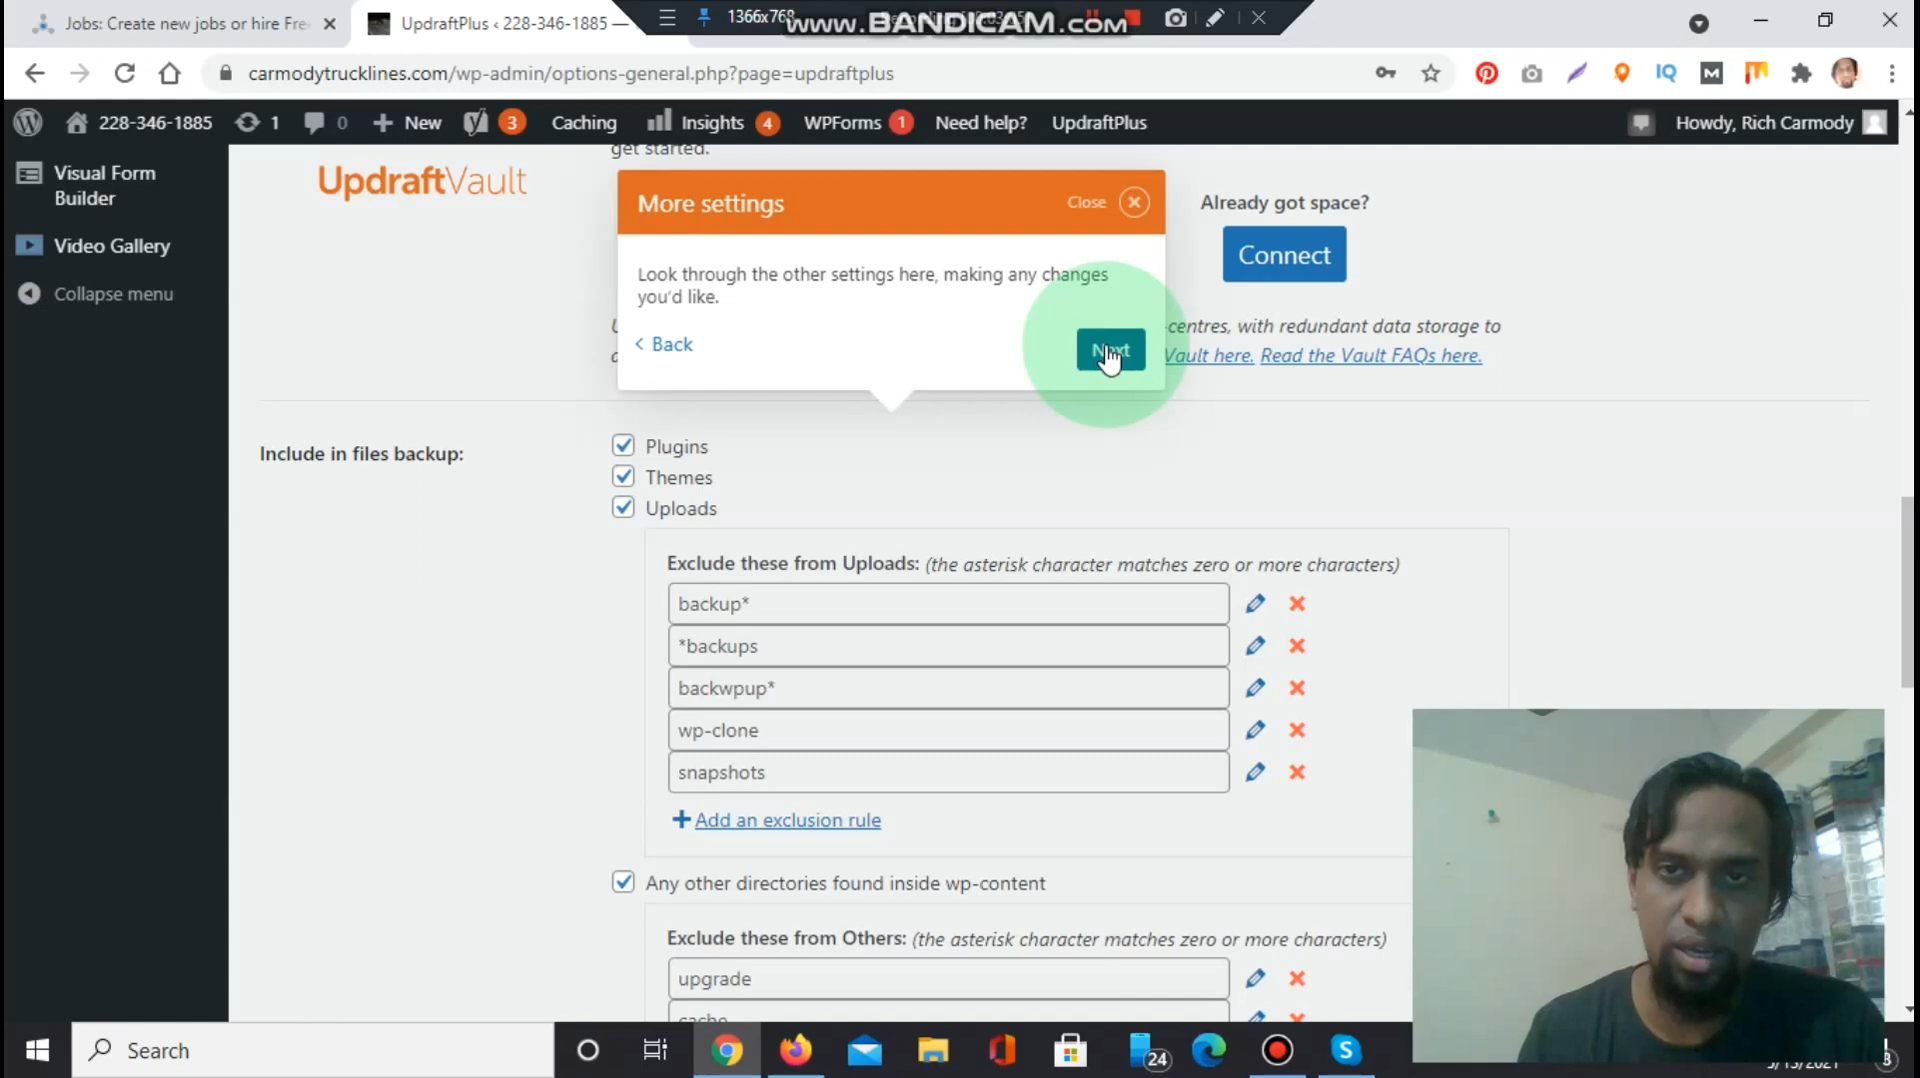 Jobs: Create new jobs or hire Fre
UpdraftPlus ‹ 228-346-1885 —
1366x768
www.BANDICAM.com
carmodytrucklines.com/wp-admin/options-general.php?page=updraftplus
IQ
M
228-346-1885
1
0
New
3
Caching
Insights
4
WPForms
1
Need help?
UpdraftPlus
Howdy, Rich Carmody
Visual Form
Builder
Video Gallery
Collapse menu
get started.
UpdraftVault
More settings
Close
Look through the other settings here, making any changes
you'd like.
Back
Next
Already got space?
Connect
centres, with redundant data storage to
Vault here. Read the Vault FAQs here.
Include in files backup:
Plugins
Themes
Uploads
Exclude these from Uploads: (the asterisk character matches zero or more characters)
backup*
*backups
backwpup*
wp-clone
snapshots
Add an exclusion rule
Any other directories found inside wp-content
Exclude these from Others: (the asterisk character matches zero or more characters)
upgrade
cache
Search
24